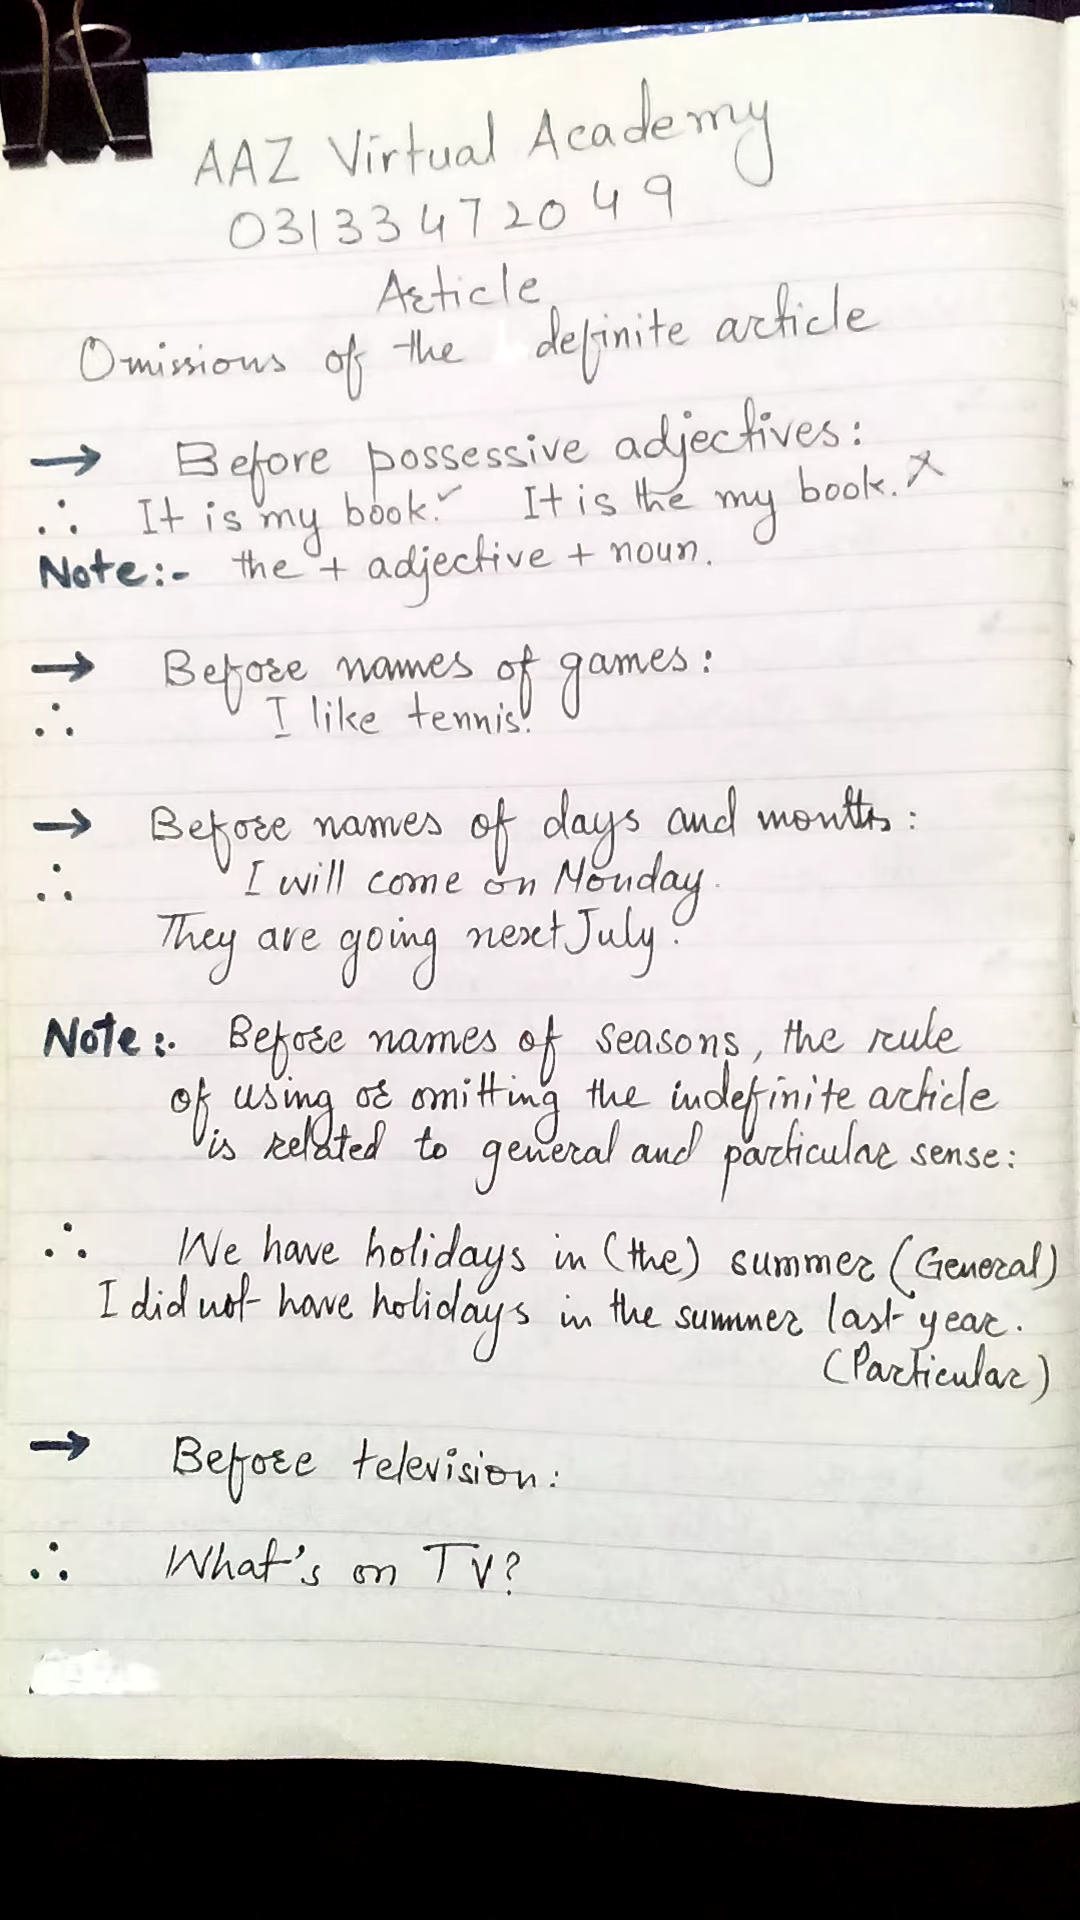 AAZ Virtual Academy
03133472049
Article
Omissions of the definite article
→ Before possessive adjectives:
∴ It is my book.✓ It is the my book.✗
Note:- the + adjective + noun.
→ Before names of games:
∴ I like tennis.
→ Before names of days and months:
∴ I will come on Monday.
They are going next July.
Note:- Before names of seasons, the rule
of using or omitting the indefinite article
is related to general and particular sense:
∴ We have holidays in (the) summer (General)
I did not have holidays in the summer last year.
(Particular)
→ Before television:
∴ What's on TV?